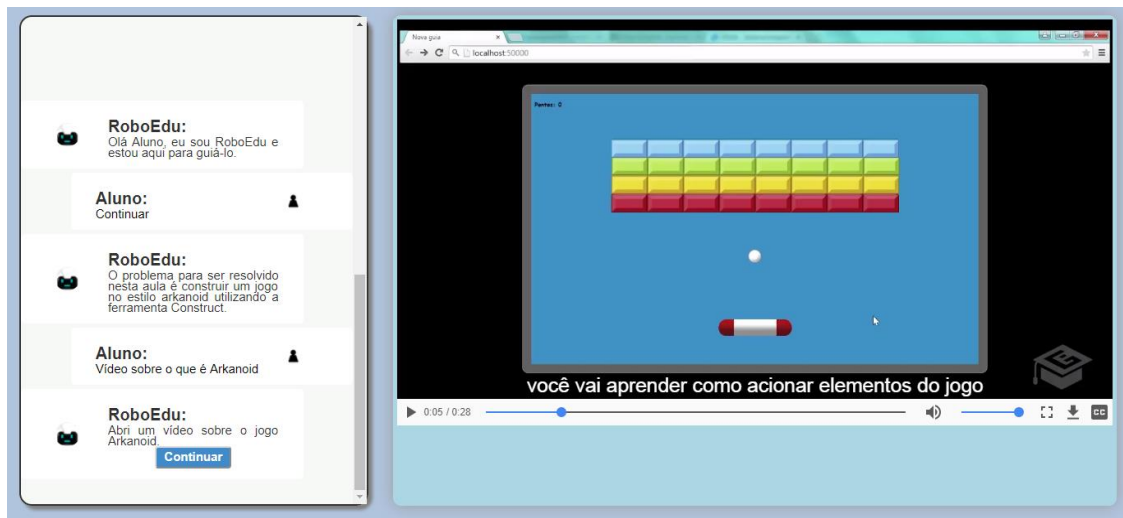 RoboEdu:
Olá Aluno, eu sou RoboEdu e
estou aqui para guiá-lo.
Aluno:
Continuar
RoboEdu:
O problema para ser resolvido
nesta aula é construir um jogo
no estilo arkanoid utilizando a
ferramenta Construct.
Aluno:
Vídeo sobre o que é Arkanoid
RoboEdu:
Abri um vídeo sobre o jogo
Arkanoid.
Continuar
Nova guia
localhost:50000
Pontos: 0
você vai aprender como acionar elementos do jogo
0:05 / 0:28
CC